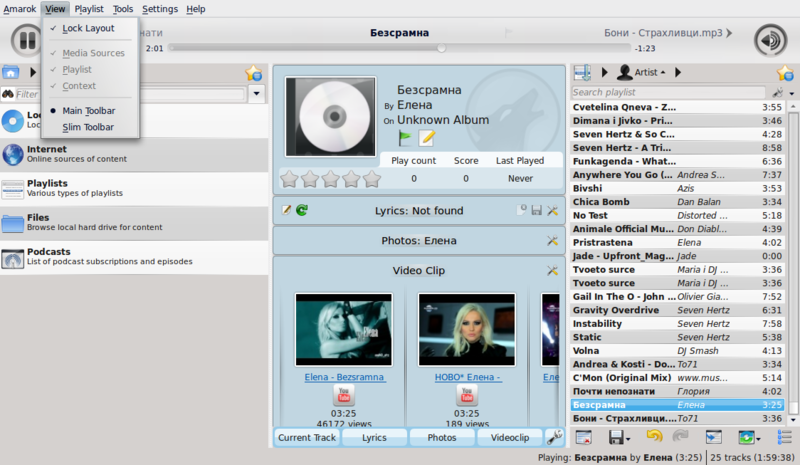 Amarok View Playlist Tools Settings Help
Lock Layout
Media Sources
Playlist
Context
Main Toolbar
Slim Toolbar
нати
Безсрамна
Бони - Страхливци.mp3
2:01
-1:23
Filter
Internet
Online sources of content
Playlists
Various types of playlists
Files
Browse local hard drive for content
Podcasts
List of podcast subscriptions and episodes
Безсрамна
By Елена
On Unknown Album
Play count Score Last Played
0 0 Never
Lyrics: Not found
Photos: Елена
Video Clip
Elena - Bezsramna
You Tube
03:25
46172 views
НОВО* Елена -
You Tube
03:25
189 views
Еле
Current Track Lyrics Photos Videoclip
Artist
Search playlist
Cvetelina Qneva - Z... 3:55
Dimana i Jivko - Pri... 3:46
Seven Hertz & So C... 4:28
Seven Hertz - A Tri... 8:58
Funkagenda - What... 6:30
Anywhere You Go (... Andrea S... 7:37
Bivshi Azis 3:53
Chica Bomb Dan Balan 3:34
No Test Distorted ... 5:18
Animale Official Mu... Don Diabl... 3:39
Pristrastena Elena 4:02
Jade - Upfront_Mag... Jade 0:00
Tvoeto surce Maria i DJ ... 3:36
Tvoeto surce Maria i DJ ... 3:36
Gail In The O - John ... Olivier Gia... 7:52
Gravity Overdrive Seven Hertz 6:31
Instability Seven Hertz 7:58
Static Seven Hertz 5:38
Volna DJ Smash 4:13
Andrea & Kosti - Do... To71 3:34
C'Mon (Original Mix) www.mus... 5:14
Почти непознати Глория 4:02
Безсрамна Елена 3:25
Бони - Страхливци.... To71 3:36
Playing: Безсрамна by Елена (3:25) 25 tracks (1:59:38)